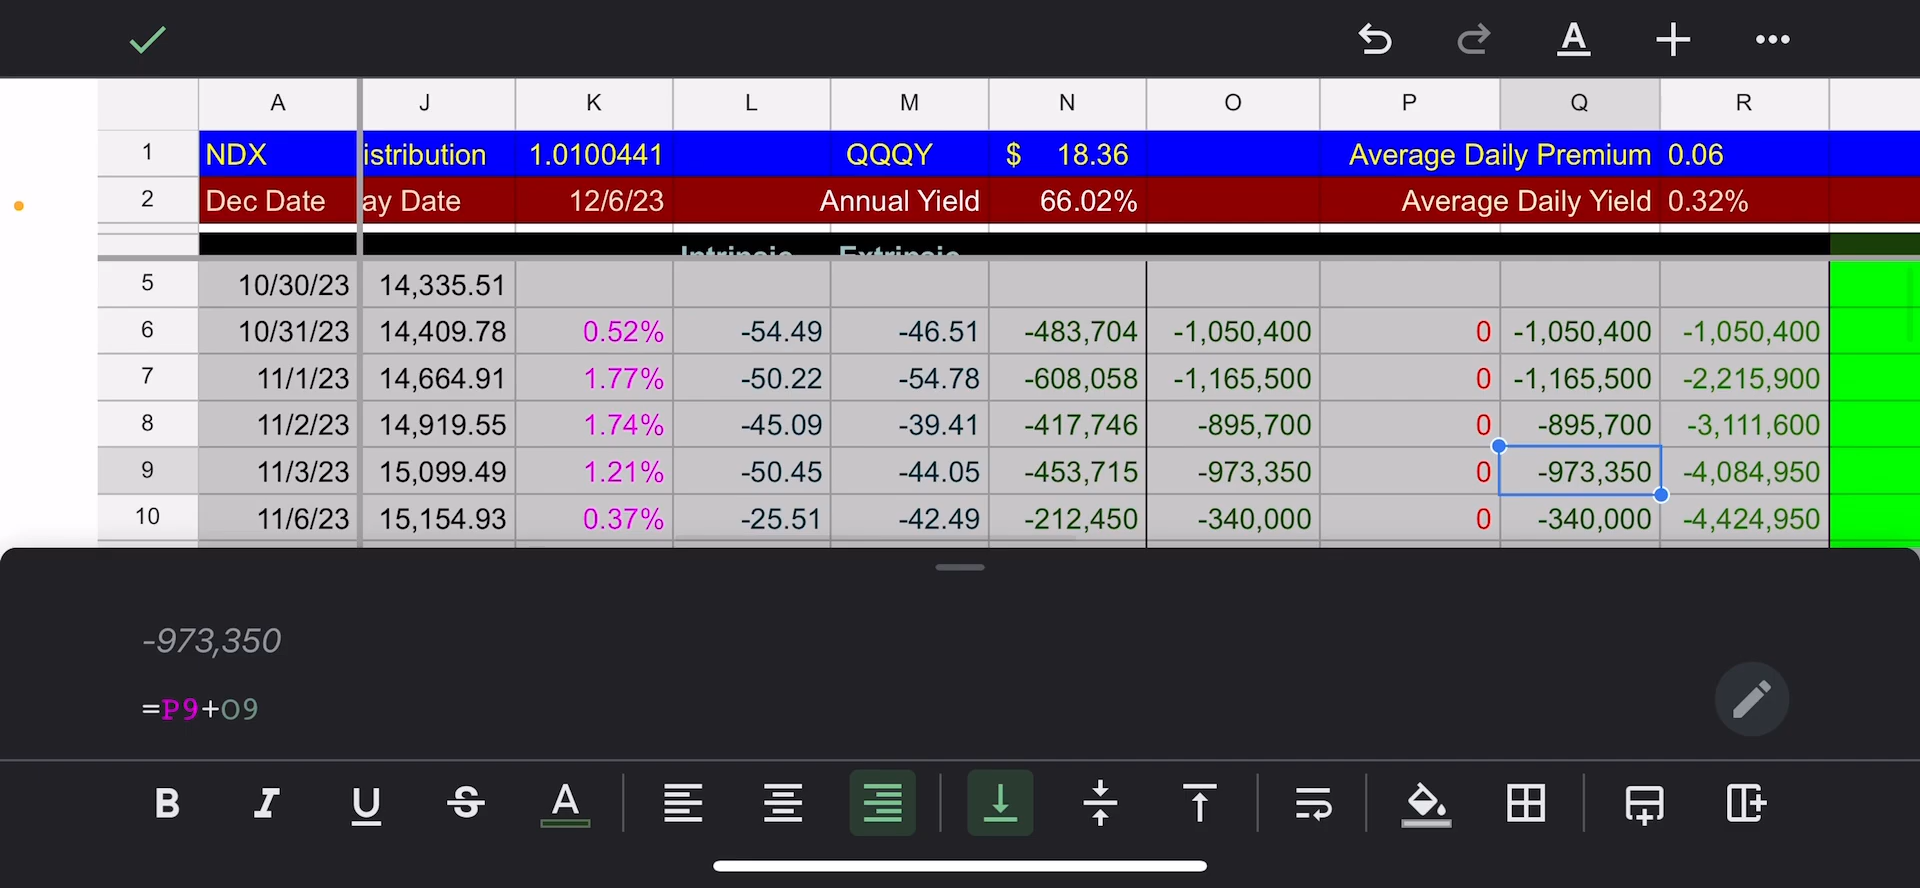 A J K L M N O P Q R
1 NDX istribution 1.0100441 QQQY $ 18.36 Average Daily Premium 0.06
2 Dec Date ay Date 12/6/23 Annual Yield 66.02% Average Daily Yield 0.32%
Intrinsic Extrinsic
5 10/30/23 14,335.51
6 10/31/23 14,409.78 0.52% -54.49 -46.51 -483,704 -1,050,400 0 -1,050,400 -1,050,400
7 11/1/23 14,664.91 1.77% -50.22 -54.78 -608,058 -1,165,500 0 -1,165,500 -2,215,900
8 11/2/23 14,919.55 1.74% -45.09 -39.41 -417,746 -895,700 0 -895,700 -3,111,600
9 11/3/23 15,099.49 1.21% -50.45 -44.05 -453,715 -973,350 0 -973,350 -4,084,950
10 11/6/23 15,154.93 0.37% -25.51 -42.49 -212,450 -340,000 0 -340,000 -4,424,950
-973,350
=P9+O9
B I U S A